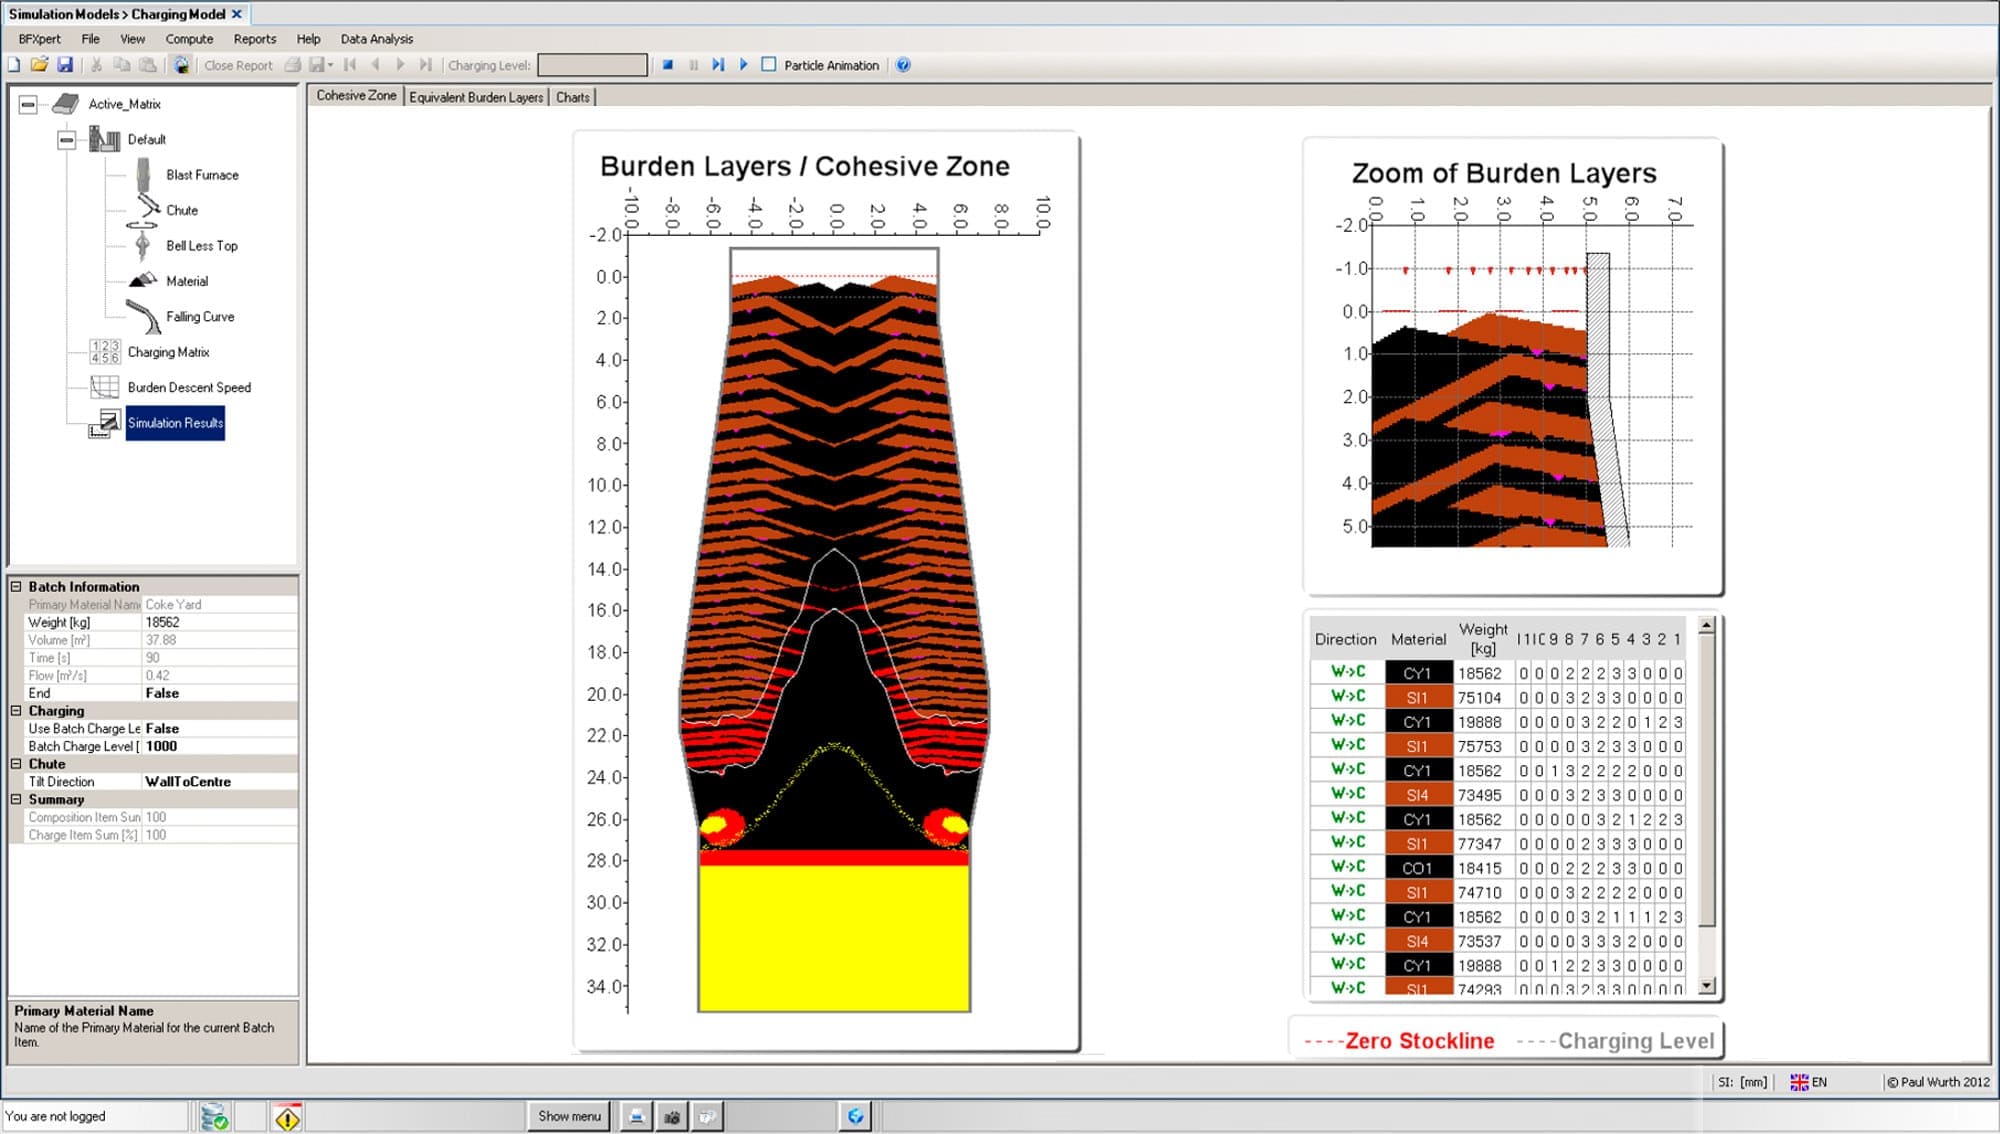 Simulation Models > Charging Model ×
BFXpert File View Compute Reports Help Data Analysis
Close Report Charging Level: Particle Animation
Active_Matrix
Default
Blast Furnace
Chute
Bell Less Top
Material
Falling Curve
1 2 3
4 5 6
Charging Matrix
Burden Descent Speed
Simulation Results
Batch Information
Primary Material Nam Coke Yard
Weight [kg] 18562
Volume [m³] 37.88
Time [s] 90
Flow [m³/s] 0.42
End False
Charging
Use Batch Charge Le False
Batch Charge Level [ 1000
Chute
Tilt Direction WallToCentre
Summary
Composition Item Sun 100
Charge Item Sum [%] 100
Primary Material Name
Name of the Primary Material for the current Batch
Item.
Cohesive Zone Equivalent Burden Layers Charts
Burden Layers / Cohesive Zone
-10.0 -8.0 -6.0 -4.0 -2.0 0.0 2.0 4.0 6.0 8.0 10.0
-2.0
0.0
2.0
4.0
6.0
8.0
10.0
12.0
14.0
16.0
18.0
20.0
22.0
24.0
26.0
28.0
30.0
32.0
34.0
Zoom of Burden Layers
0.0 1.0 2.0 3.0 4.0 5.0 6.0 7.0
-2.0
-1.0
0.0
1.0
2.0
3.0
4.0
5.0
Direction Material Weight [kg] 9 8 7 6 5 4 3 2 1
W->C CY1 18562 0 0 0 2 2 2 3 3 0 0 0
W->C SI1 75104 0 0 0 3 2 3 3 0 0 0 0
W->C CY1 19888 0 0 0 3 2 2 0 1 2 3
W->C SI1 75753 0 0 0 0 3 2 3 3 0 0 0
W->C CY1 18562 0 0 1 3 2 2 2 2 0 0 0
W->C SI4 73495 0 0 0 3 2 3 3 0 0 0 0
W->C CY1 18562 0 0 0 0 0 3 2 1 2 2 3
W->C SI1 77347 0 0 0 0 2 3 3 3 0 0 0
W->C CO1 18415 0 0 0 2 2 2 3 3 0 0 0
W->C SI1 74710 0 0 0 3 2 2 2 2 0 0 0
W->C CY1 18562 0 0 0 0 3 2 1 1 1 2 3
W->C SI4 73537 0 0 0 0 3 3 3 2 0 0 0
W->C CY1 19888 0 0 1 2 2 3 3 0 0 0 0
W->C SI1 74293 0 0 0 3 2 3 3 0 0 0 0
----Zero Stockline ----Charging Level
SI: [mm] EN © Paul Wurth 2012
You are not logged Show menu